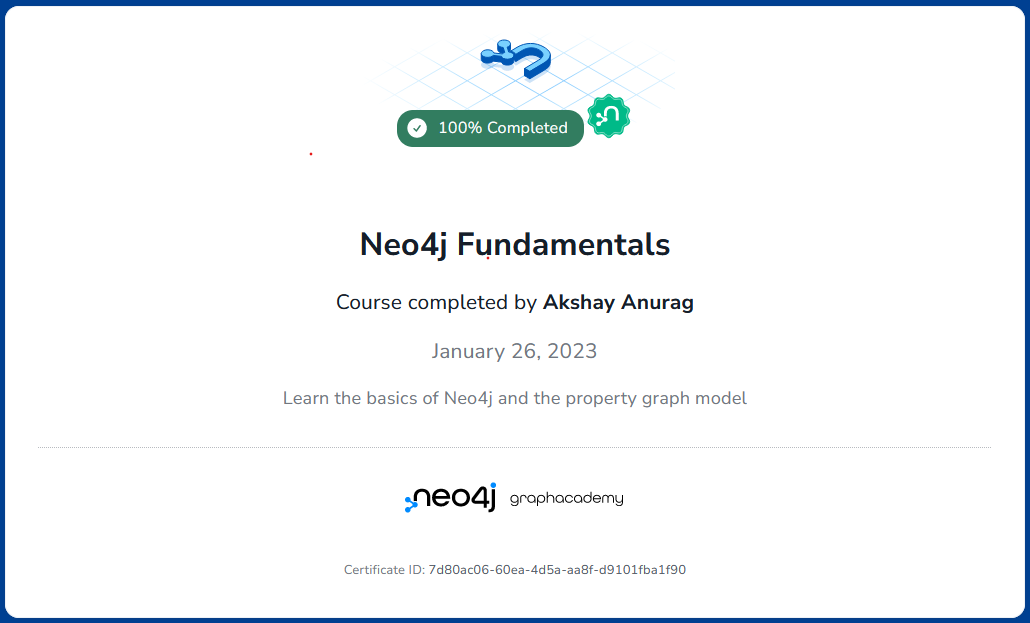 100% Completed
Neo4j Fundamentals
Course completed by Akshay Anurag
January 26, 2023
Learn the basics of Neo4j and the property graph model
neo4j graphacademy
Certificate ID: 7d80ac06-60ea-4d5a-aa8f-d9101fba1f90